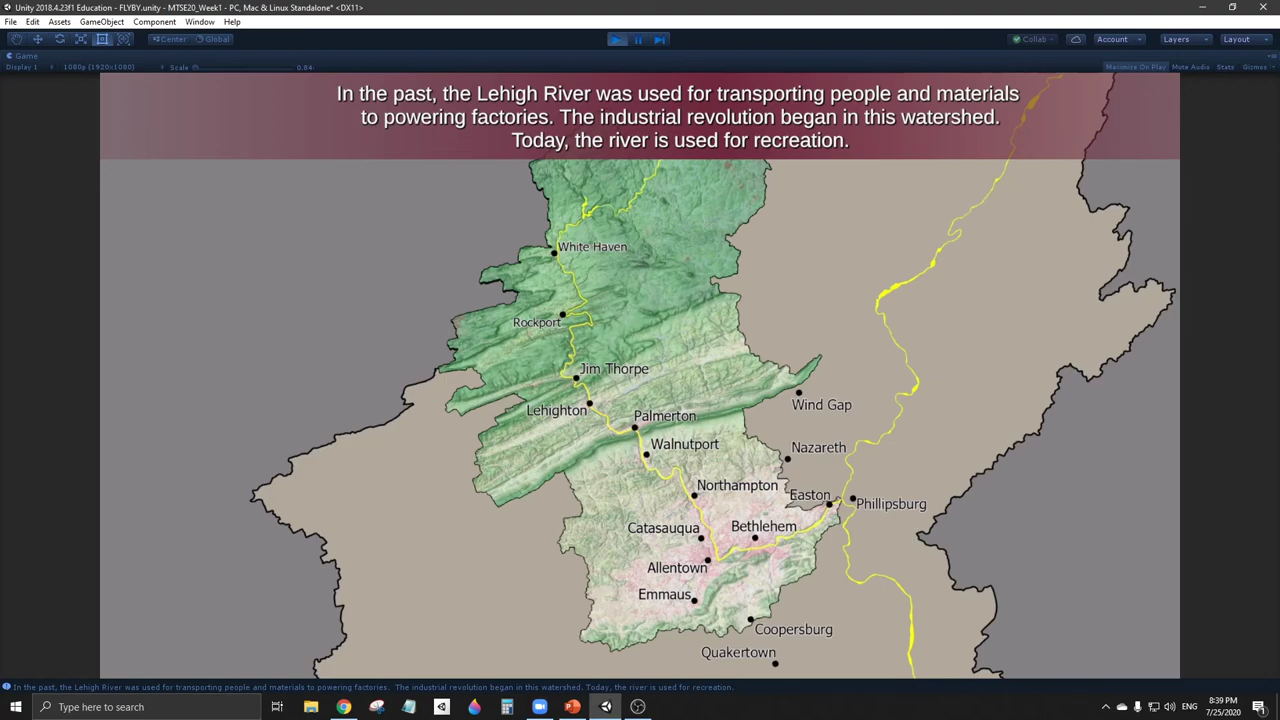 Unity 2018.4.23f1 Education - FLYBY.unity - MTSE20_Week1 - PC, Mac & Linux Standalone* <DX11>
File Edit Assets GameObject Component Window Help
Center Global Collab Account Layers Layout
Game
Display 1 1080p (1920x1080) Scale 0.84 Maximize On Play Mute Audio Stats Gizmos
In the past, the Lehigh River was used for transporting people and materials
to powering factories. The industrial revolution began in this watershed.
Today, the river is used for recreation.
White Haven
Rockport
Jim Thorpe
Lehighton
Wind Gap
Palmerton
Walnutport
Nazareth
Northampton
Easton
Phillipsburg
Catasauqua
Bethlehem
Allentown
Emmaus
Coopersburg
Quakertown
In the past, the Lehigh River was used for transporting people and materials to powering factories. The industrial revolution began in this watershed. Today, the river is used for recreation.
Type here to search
8:39 PM
7/25/2020